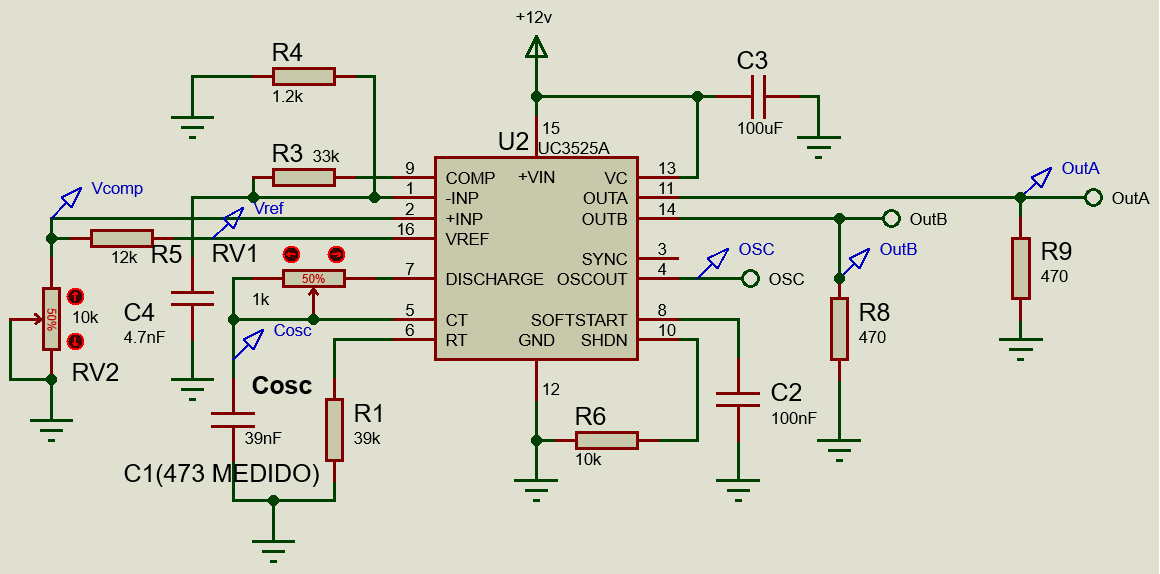 +12v
R4
1.2k
C3
100uF
U2
15
UC3525A
R3
33k
9
COMP
+VIN
VC
13
Vcomp
1
-INP
OUTA
11
OutA
OutA
Vref
2
+INP
OUTB
14
OutB
16
VREF
R5
12k
RV1
SYNC
3
OSC
OutB
R9
470
50%
1k
7
DISCHARGE
OSCOUT
4
OSC
50%
10k
RV2
C4
4.7nF
Cosc
5
CT
SOFTSTART
8
6
RT
GND
SHDN
10
R8
470
Cosc
39nF
R1
39k
12
R6
10k
C2
100nF
C1(473 MEDIDO)